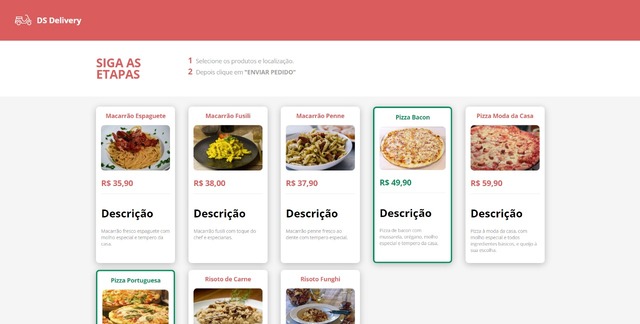 DS Delivery
SIGA AS
ETAPAS
1 Selecione os produtos e localização.
2 Depois clique em "ENVIAR PEDIDO"
Macarrão Espaguete
R$ 35,90
Descrição
Macarrão fresco espaguete com
molho especial e tempero da
casa.
Macarrão Fusili
R$ 38,00
Descrição
Macarrão fusili com toque do
chef e especiarias.
Macarrão Penne
R$ 37,90
Descrição
Macarrão penne fresco ao
dente com tempero especial.
Pizza Bacon
R$ 49,90
Descrição
Pizza de bacon com
mussarela, orégano, molho
especial e tempero da casa.
Pizza Moda da Casa
R$ 59,90
Descrição
Pizza à moda da casa, com
molho especial e todos
ingredientes básicos, e queijo à
sua escolha.
Pizza Portuguesa
Risoto de Carne
Risoto Funghi